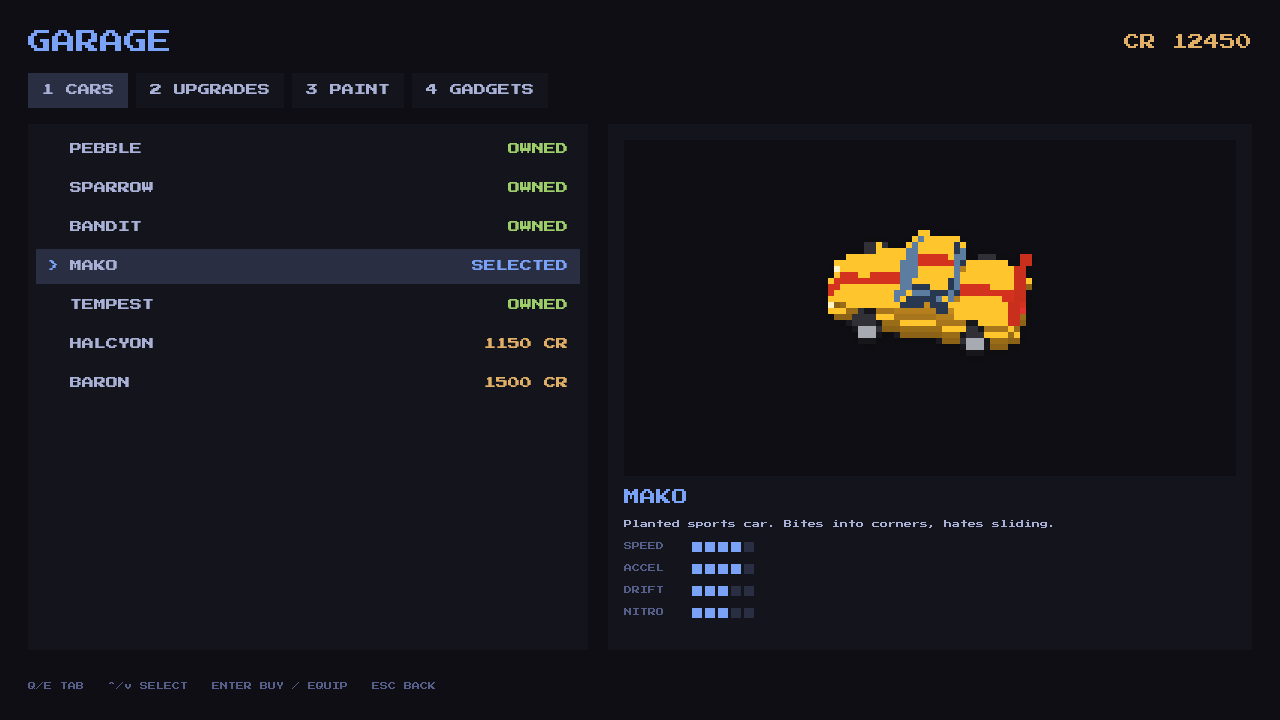 GARAGE
CR 12450
1 CARS
2 UPGRADES
3 PAINT
4 GADGETS
PEBBLE OWNED
SPARROW OWNED
BANDIT OWNED
> MAKO SELECTED
TEMPEST OWNED
HALCYON 1150 CR
BARON 1500 CR
MAKO
Planted sports car. Bites into corners, hates sliding.
SPEED
ACCEL
DRIFT
NITRO
Q/E TAB ^/v SELECT ENTER BUY / EQUIP ESC BACK